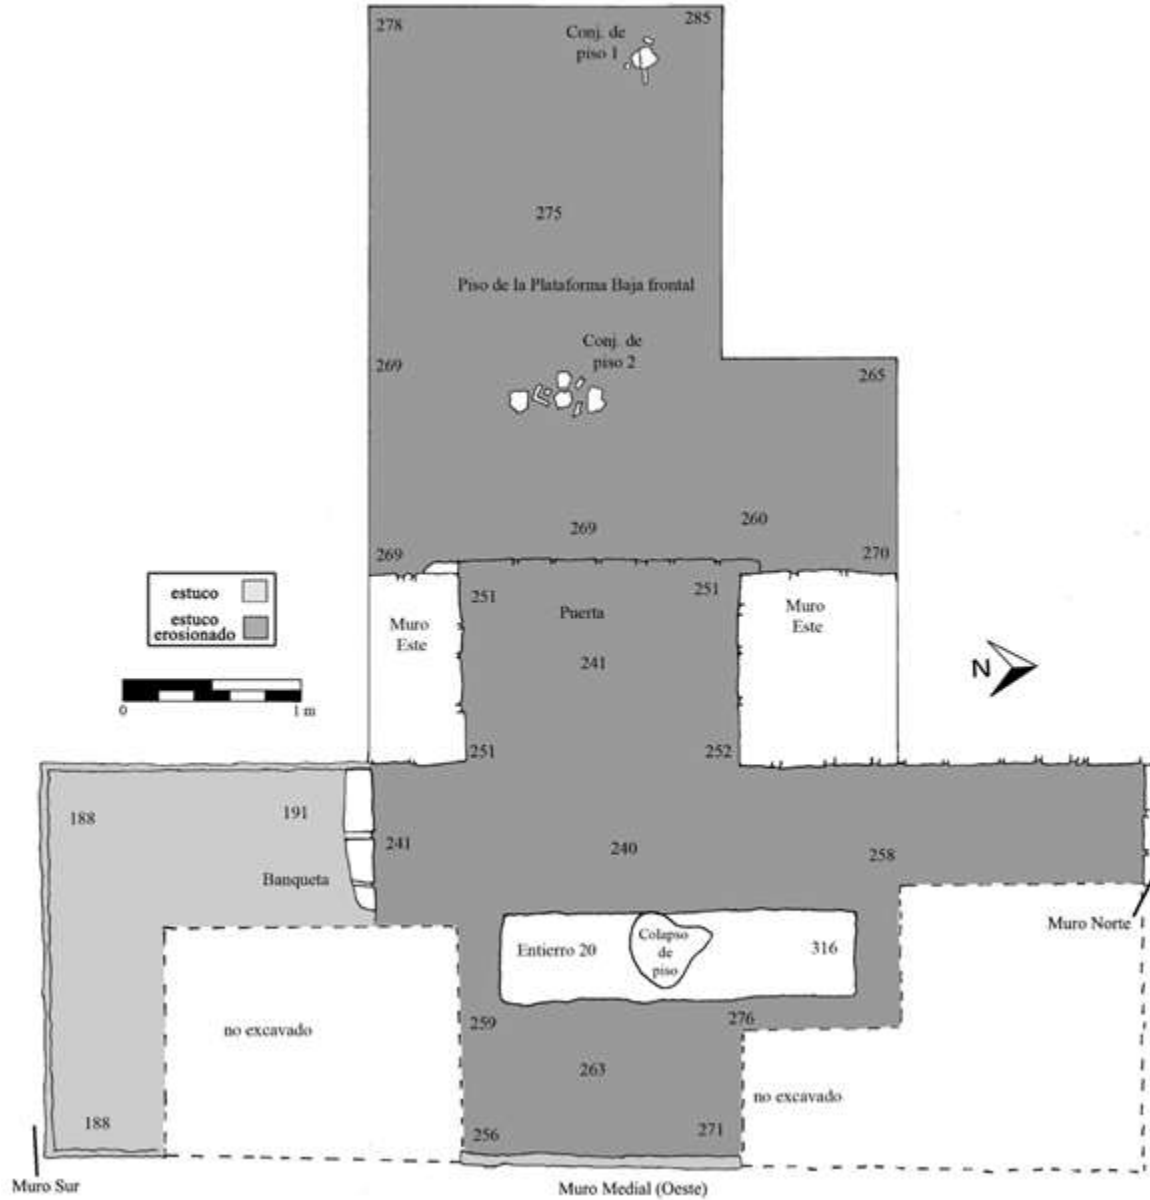 278
285
Conj. de
piso 1
275
Piso de la Plataforma Baja frontal
Conj. de
piso 2
269
265
269
260
269
270
estuco
estuco
erosionado
0
1 m
251
251
Puerta
Muro
Este
Muro
Este
241
N
251
252
188
191
241
240
258
Banqueta
Muro Norte
Entierro 20
Colapso
de
piso
316
259
276
no excavado
263
no excavado
188
256
271
Muro Sur
Muro Medial (Oeste)